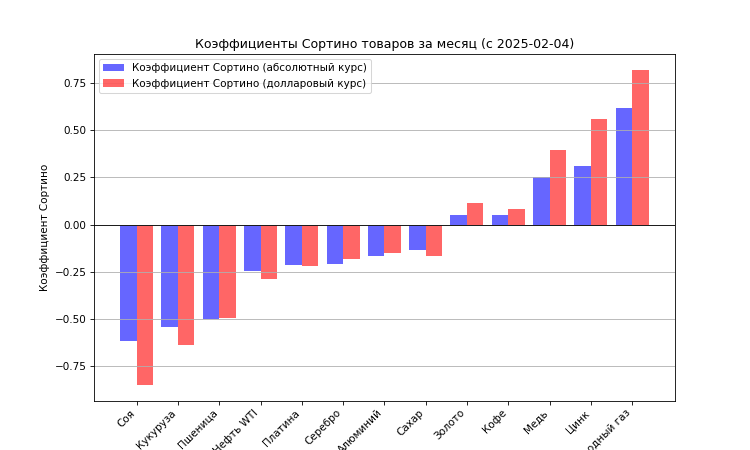 Коэффициенты Сортино товаров за месяц (с 2025-02-04)
Коэффициент Сортино (абсолютный курс)
Коэффициент Сортино (долларовый курс)
Коэффициент Сортино
0.75
0.50
0.25
0.00
−0.25
−0.50
−0.75
Соя
Кукуруза
Пшеница
Нефть WTI
Платина
Серебро
Алюминий
Сахар
Золото
Кофе
Медь
Цинк
газ